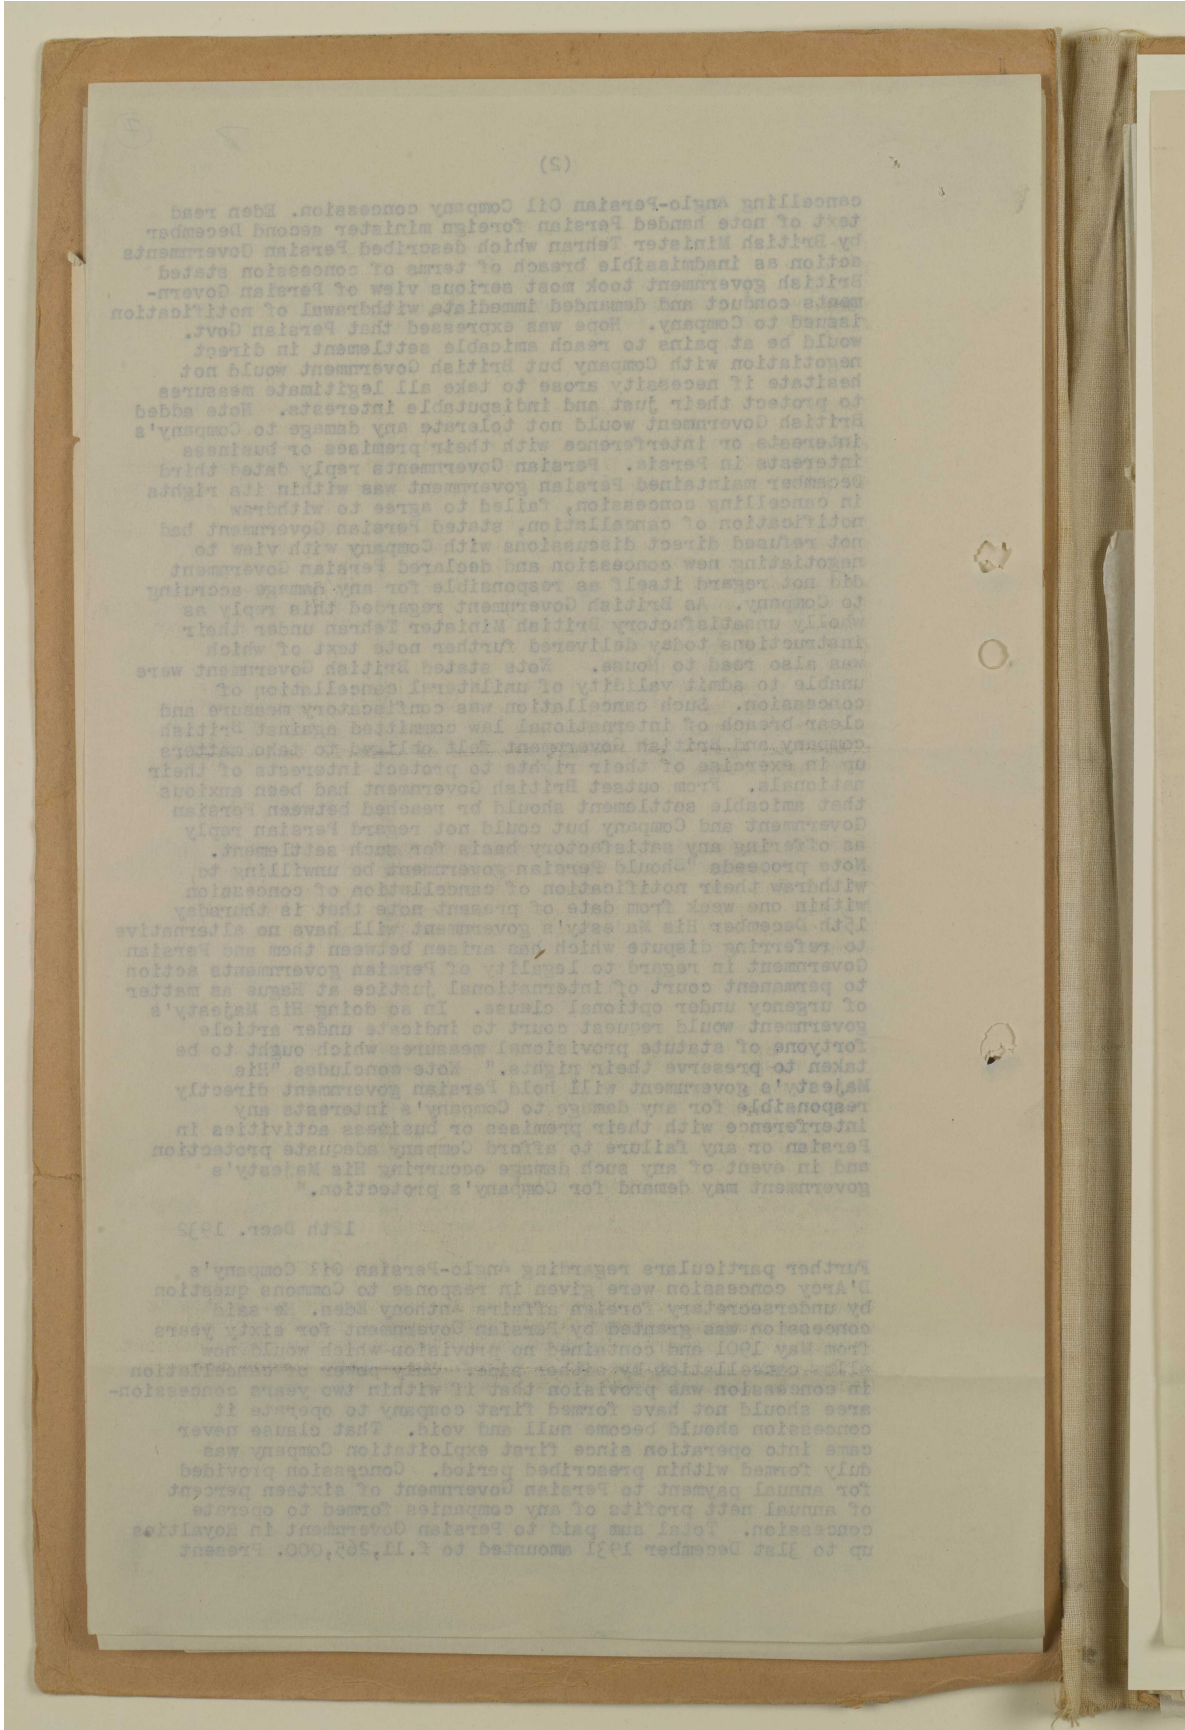 (2)
cancelling Anglo-Persian Oil Company concession. Eden read
text of note handed Persian foreign minister second December
by British Minister Tehran which described Persian Governments
action as inadmissible breach of terms of concession stated
British government took most serious view of Persian Govern-
ments conduct and demanded immediate withdrawal of notification
issued to Company. Hope was expressed that Persian Govt.
would be at pains to reach amicable settlement in direct
negotiation with Company but British Government would not
hesitate if necessity arose to take all legitimate measures
to protect their just and indisputable interests. Note added
British Government would not tolerate any damage to Company's
interests or interference with their premises or business
interests in Persia. Persian Governments reply dated third
December maintained Persian government was within its rights
in cancelling concession, failed to agree to withdraw
notification of cancellation, stated Persian Government had
not refused direct discussions with Company with view to
negotiating new concession and declared Persian Government
did not regard itself as responsible for any damage accruing
to Company. As British Government regarded this reply as
wholly unsatisfactory British Minister Tehran under their
instructions today delivered further note text of which
was also read to House. Note stated British Government were
unable to admit validity of unilateral cancellation of
concession. Such cancellation was confiscatory measure and
clear breach of international law committed against British
company and British Government felt obliged to take matters
up in exercise of their rights to protect interests of their
nationals. From outset British Government had been anxious
that amicable settlement should br reached between Persian
Government and Company but could not regard Persian reply
as offering any satisfactory basis for such settlement.
Note proceeds "Should Persian government be unwilling to
withdraw their notification of cancellation of concession
within one week from date of present note that is thursday
15th December His Ma esty's government will have no alternative
to referring dispute which has arisen between them and Persian
Government in regard to legality of Persian governments action
to permanent court of international justice at Hague as matter
of urgency under optional clause. In so doing His Majesty's
government would request court to indicate under article
fortyone of statute provisional measures which ought to be
taken to preserve their rights." Note concludes "His
Majesty's government will hold Persian government directly
responsible for any damage to Company's interests any
interference with their premises or business activities in
Persian or any failure to afford Company adequate protection
and in event of any such damage occurring His Majesty's
government may demand for Company's protection."
12th Decr. 1932
Further particulars regarding Anglo-Persian Oil Company's
D'Arcy concession were given in response to Commons question
by undersecretary foreign affairs Anthony Eden. He said
concession was granted by Persian Government for sixty years
from May 1901 and contained no provision which would now
allow cancellation by either side. Only power of cancellation
in concession was provision that if within two years concession-
aree should not have formed first company to operate it
concession should become null and void. That clause never
came into operation since first exploitation Company was
duly formed within prescribed period. Concession provided
for annual payment to Persian Government of sixteen percent
of annual nett profits of any companies formed to operate
concession. Total sum paid to Persian Government in Royalties
up to 31st December 1931 amounted to £.11,265,000. Present